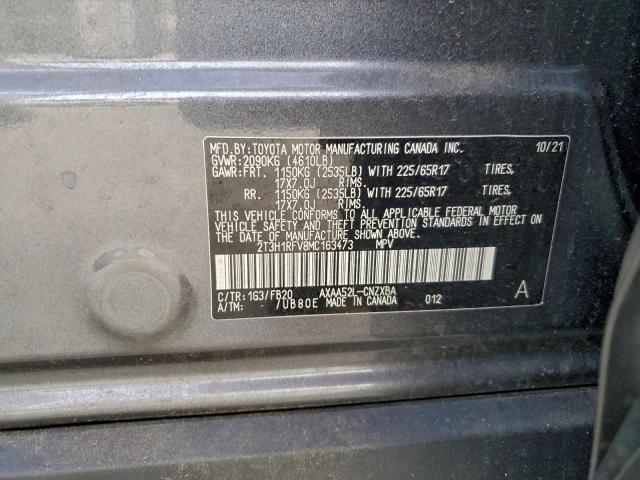 MFD.BY:TOYOTA MOTOR MANUFACTURING CANADA INC. 10/21
GVWR:2090KG (4610LB)
GAWR:FRT. 1150KG (2535LB) WITH 225/65R17 TIRES,
17X7.0J RIMS.
RR. 1150KG (2535LB) WITH 225/65R17 TIRES,
17X7.0J RIMS.
THIS VEHICLE CONFORMS TO ALL APPLICABLE FEDERAL MOTOR
VEHICLE SAFETY AND THEFT PREVENTION STANDARDS IN EFFECT
ON THE DATE OF MANUFACTURE SHOWN ABOVE.
2T3H1RFV8MC163473 MPV
C/TR:1G3/FB20 AXAA52L-CNZXBA
A/TM: /UB80E MADE IN CANADA 012 A